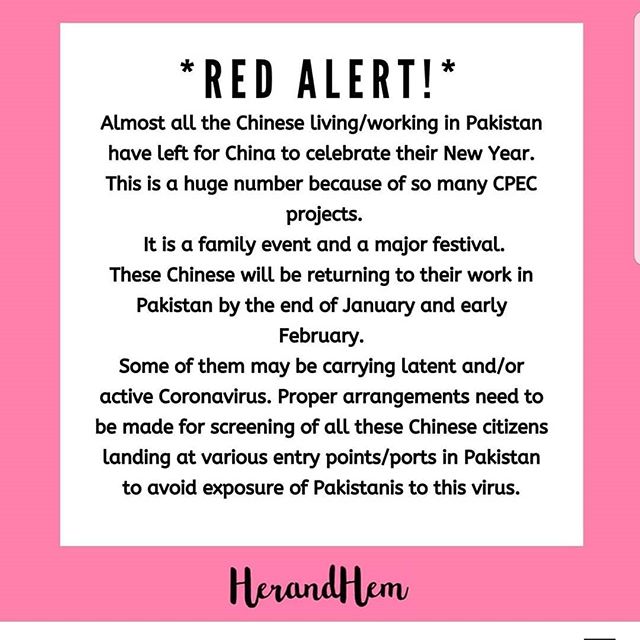 *RED ALERT!*
Almost all the Chinese living/working in Pakistan
have left for China to celebrate their New Year.
This is a huge number because of so many CPEC
projects.
It is a family event and a major festival.
These Chinese will be returning to their work in
Pakistan by the end of January and early
February.
Some of them may be carrying latent and/or
active Coronavirus. Proper arrangements need to
be made for screening of all these Chinese citizens
landing at various entry points/ports in Pakistan
to avoid exposure of Pakistanis to this virus.
HerandHem